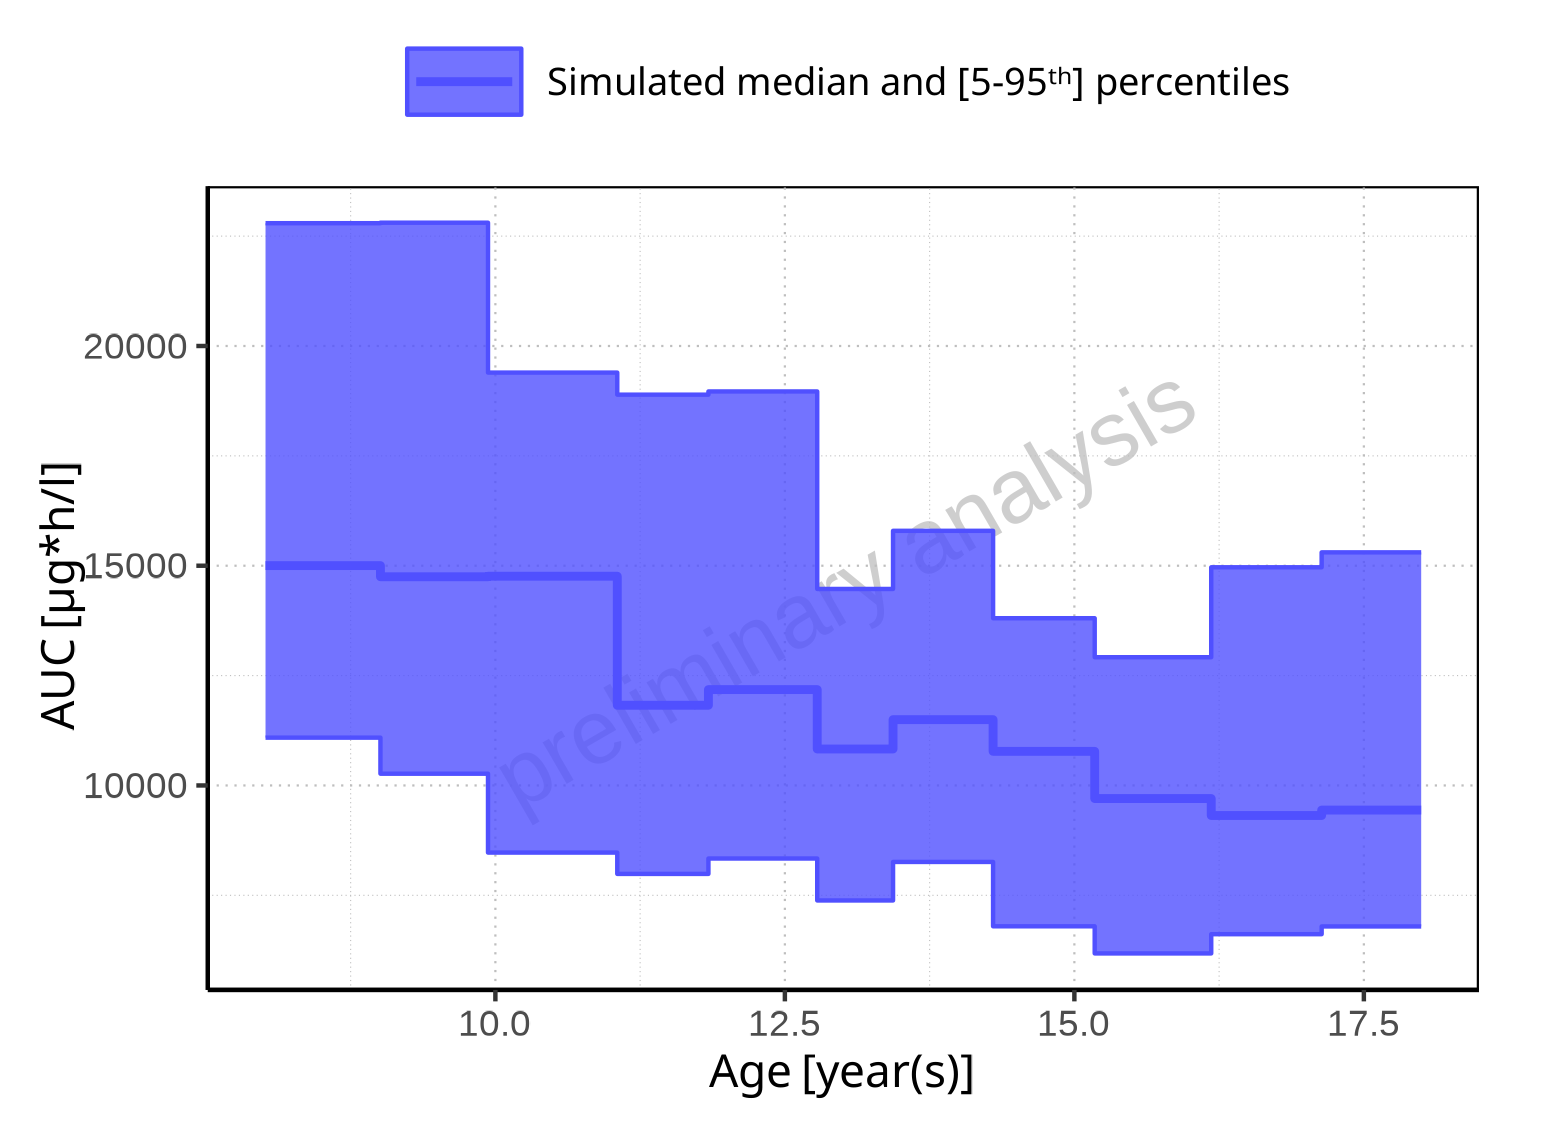 Simulated median and [5-95ᵗʰ] percentiles
20000
15000
10000
AUC [µg*h/l]
preliminary analysis
10.0 12.5 15.0 17.5
Age [year(s)]